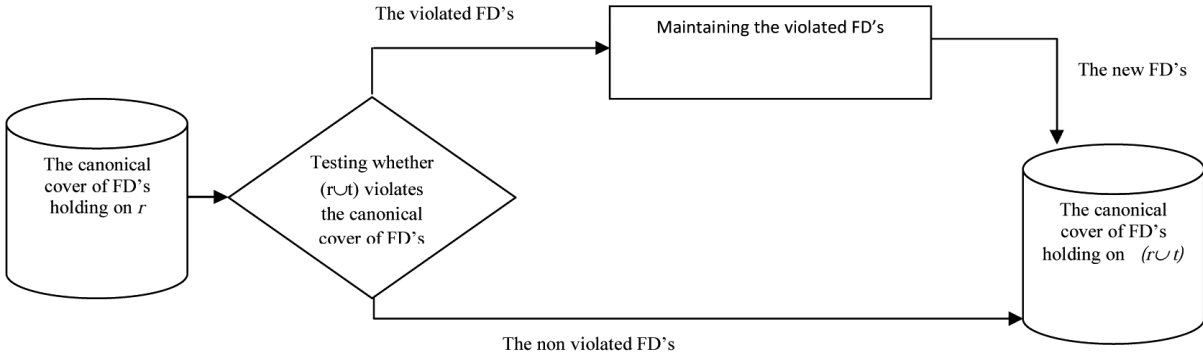 The violated FD's
Maintaining the violated FD's
The new FD's
The canonical
cover of FD's
holding on r
Testing whether
(r∪t) violates
the canonical
cover of FD's
The canonical
cover of FD's
holding on (r∪ t)
The non violated FD's